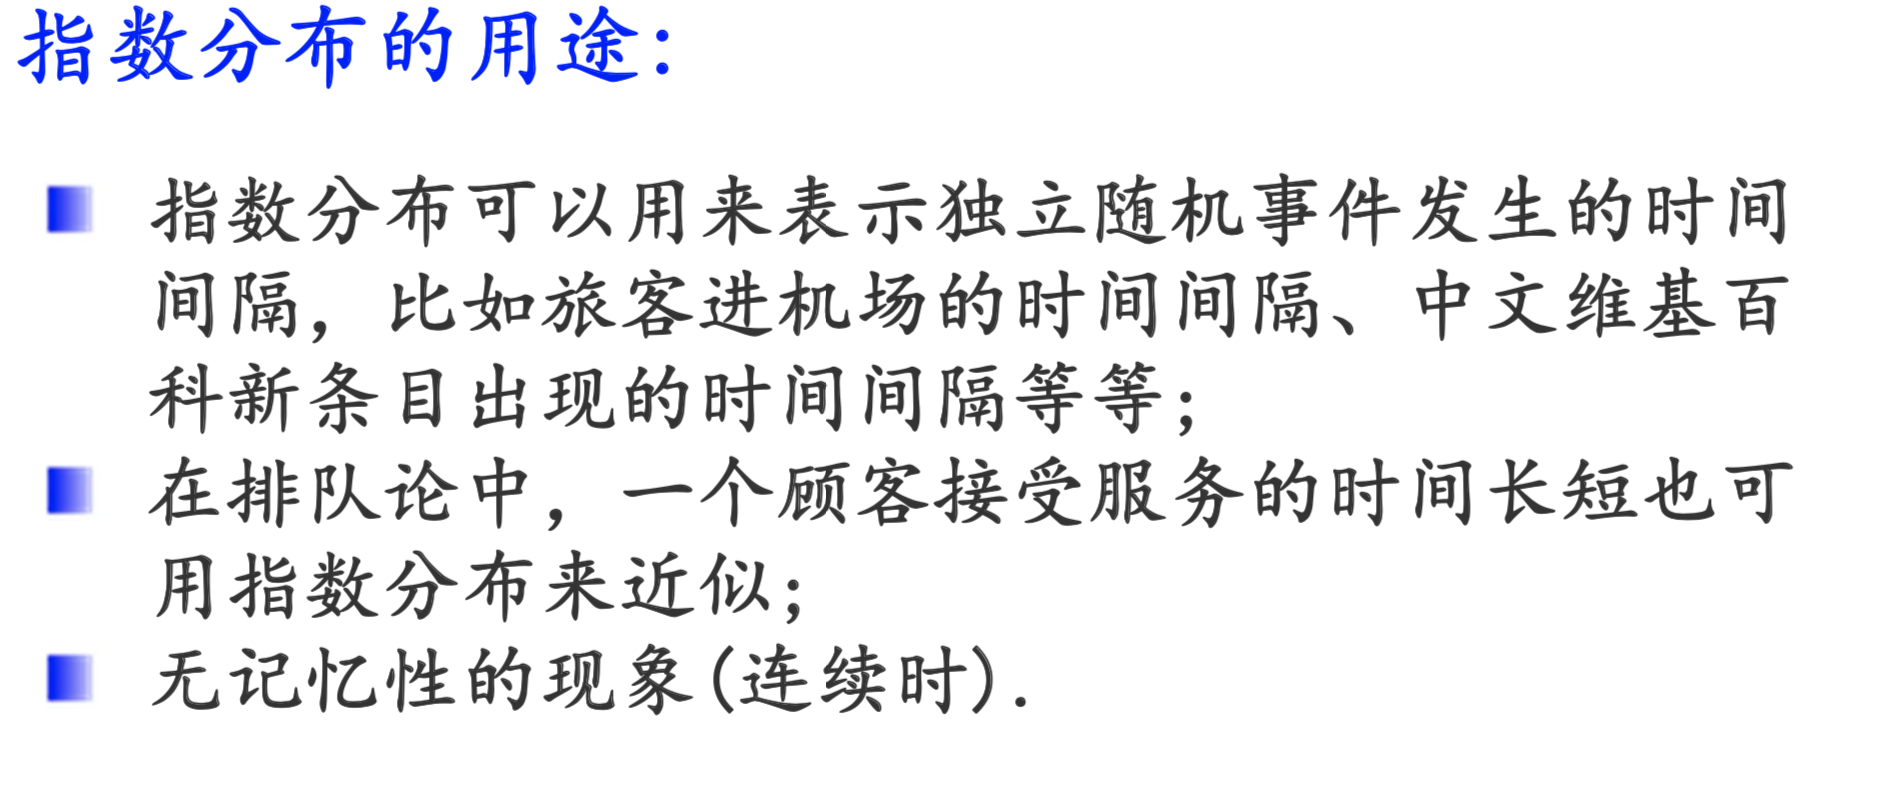 指数分布的用途:
指数分布可以用来表示独立随机事件发生的时间
间隔，比如旅客进机场的时间间隔、中文维基百
科新条目出现的时间间隔等等；
在排队论中，一个顾客接受服务的时间长短也可
用指数分布来近似；
无记忆性的现象(连续时).